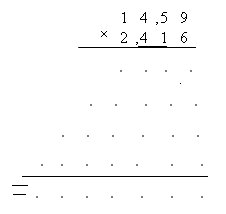 1 4 ,5 9
× 2 ,4 1 6
. . . .
. . . . .
. . . . . .
. . . . . . .
= . . . . . . .